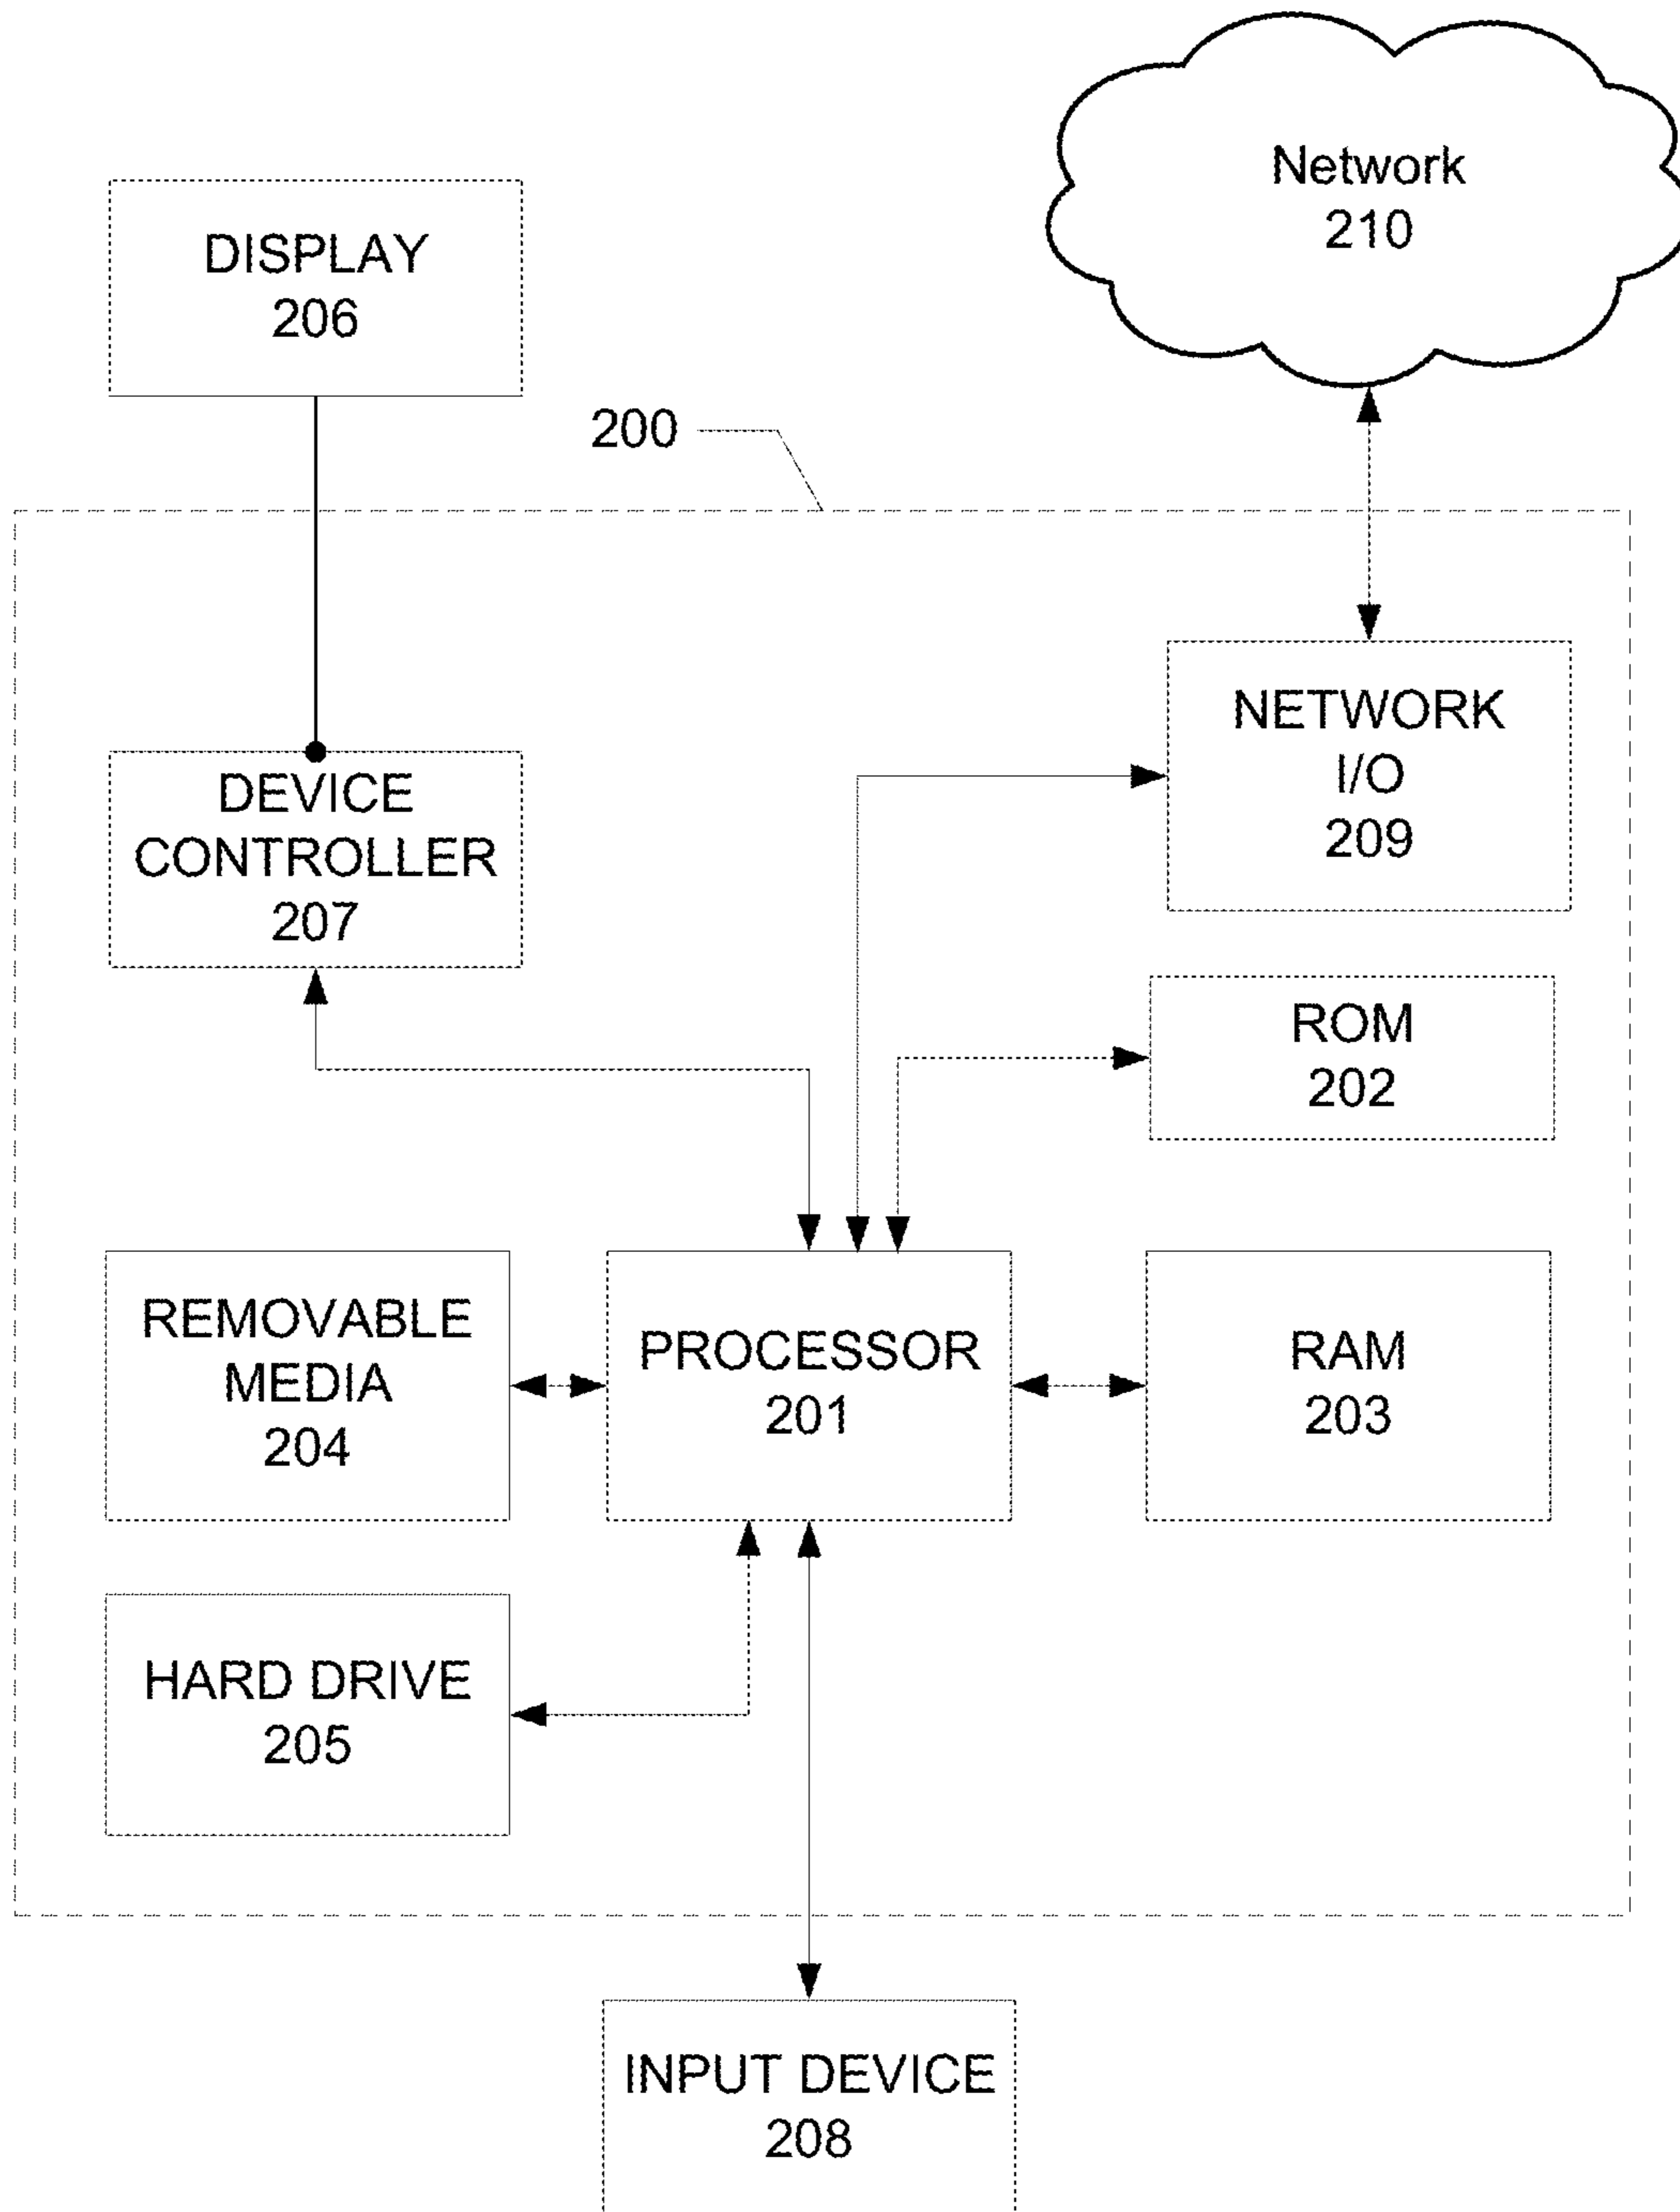 Network
210
DISPLAY
206
200
NETWORK
I/O
209
DEVICE
CONTROLLER
207
ROM
202
REMOVABLE
MEDIA
204
PROCESSOR
201
RAM
203
HARD DRIVE
205
INPUT DEVICE
208